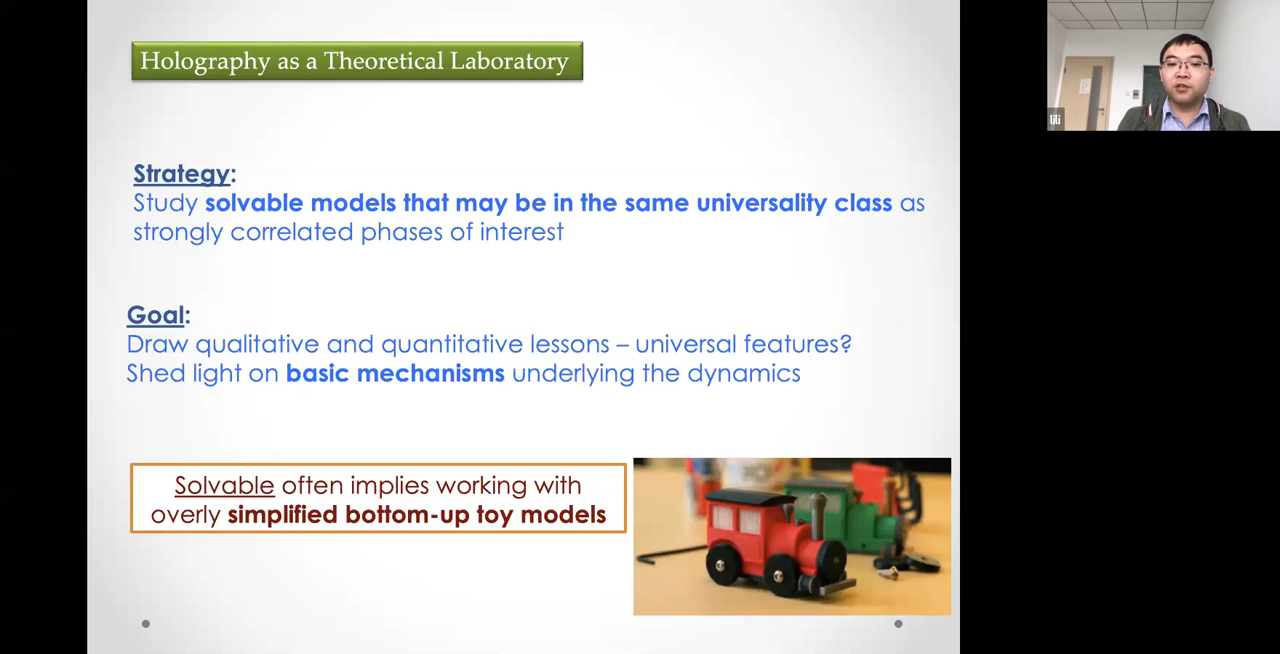 Holography as a Theoretical Laboratory
Strategy:
Study solvable models that may be in the same universality class as
strongly correlated phases of interest
Goal:
Draw qualitative and quantitative lessons – universal features?
Shed light on basic mechanisms underlying the dynamics
Solvable often implies working with
overly simplified bottom-up toy models
lili